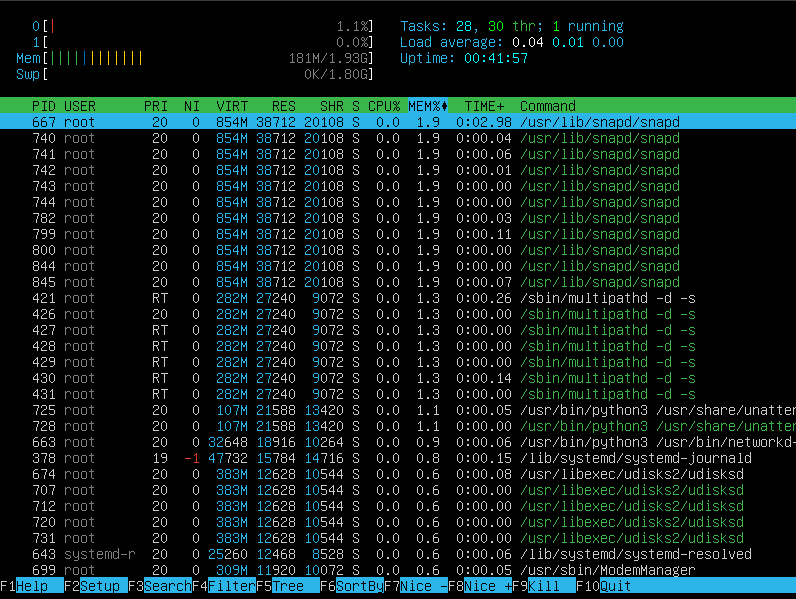 0[| 1.1%] Tasks: 28, 30 thr; 1 running
1[ 0.0%] Load average: 0.04 0.01 0.00
Mem[|||||||||||| 181M/1.93G] Uptime: 00:41:57
Swp[ 0K/1.80G]
PID USER PRI NI VIRT RES SHR S CPU% MEM% TIME+ Command
667 root 20 0 854M 38712 20108 S 0.0 1.9 0:02.98 /usr/lib/snapd/snapd
740 root 20 0 854M 38712 20108 S 0.0 1.9 0:00.04 /usr/lib/snapd/snapd
741 root 20 0 854M 38712 20108 S 0.0 1.9 0:00.06 /usr/lib/snapd/snapd
742 root 20 0 854M 38712 20108 S 0.0 1.9 0:00.01 /usr/lib/snapd/snapd
743 root 20 0 854M 38712 20108 S 0.0 1.9 0:00.00 /usr/lib/snapd/snapd
744 root 20 0 854M 38712 20108 S 0.0 1.9 0:00.00 /usr/lib/snapd/snapd
782 root 20 0 854M 38712 20108 S 0.0 1.9 0:00.03 /usr/lib/snapd/snapd
799 root 20 0 854M 38712 20108 S 0.0 1.9 0:00.11 /usr/lib/snapd/snapd
800 root 20 0 854M 38712 20108 S 0.0 1.9 0:00.00 /usr/lib/snapd/snapd
844 root 20 0 854M 38712 20108 S 0.0 1.9 0:00.00 /usr/lib/snapd/snapd
845 root 20 0 854M 38712 20108 S 0.0 1.9 0:00.07 /usr/lib/snapd/snapd
421 root RT 0 282M 27240 9072 S 0.0 1.3 0:00.26 /sbin/multipathd -d -s
426 root RT 0 282M 27240 9072 S 0.0 1.3 0:00.00 /sbin/multipathd -d -s
427 root RT 0 282M 27240 9072 S 0.0 1.3 0:00.00 /sbin/multipathd -d -s
428 root RT 0 282M 27240 9072 S 0.0 1.3 0:00.00 /sbin/multipathd -d -s
429 root RT 0 282M 27240 9072 S 0.0 1.3 0:00.00 /sbin/multipathd -d -s
430 root RT 0 282M 27240 9072 S 0.0 1.3 0:00.14 /sbin/multipathd -d -s
431 root RT 0 282M 27240 9072 S 0.0 1.3 0:00.00 /sbin/multipathd -d -s
725 root 20 0 107M 21588 13420 S 0.0 1.1 0:00.05 /usr/bin/python3 /usr/share/unatten
728 root 20 0 107M 21588 13420 S 0.0 1.1 0:00.00 /usr/bin/python3 /usr/share/unatten
663 root 20 0 32648 18916 10264 S 0.0 0.9 0:00.06 /usr/bin/python3 /usr/bin/networkd-
378 root 19 -1 47732 15784 14716 S 0.0 0.8 0:00.15 /lib/systemd/systemd-journald
674 root 20 0 383M 12628 10544 S 0.0 0.6 0:00.08 /usr/libexec/udisks2/udisksd
707 root 20 0 383M 12628 10544 S 0.0 0.6 0:00.00 /usr/libexec/udisks2/udisksd
712 root 20 0 383M 12628 10544 S 0.0 0.6 0:00.00 /usr/libexec/udisks2/udisksd
720 root 20 0 383M 12628 10544 S 0.0 0.6 0:00.00 /usr/libexec/udisks2/udisksd
731 root 20 0 383M 12628 10544 S 0.0 0.6 0:00.00 /usr/libexec/udisks2/udisksd
643 systemd-r 20 0 25260 12468 8528 S 0.0 0.6 0:00.06 /lib/systemd/systemd-resolved
699 root 20 0 309M 11920 10072 S 0.0 0.6 0:00.05 /usr/sbin/ModemManager
F1Help F2Setup F3SearchF4FilterF5Tree F6SortByF7Nice -F8Nice +F9Kill F10Quit